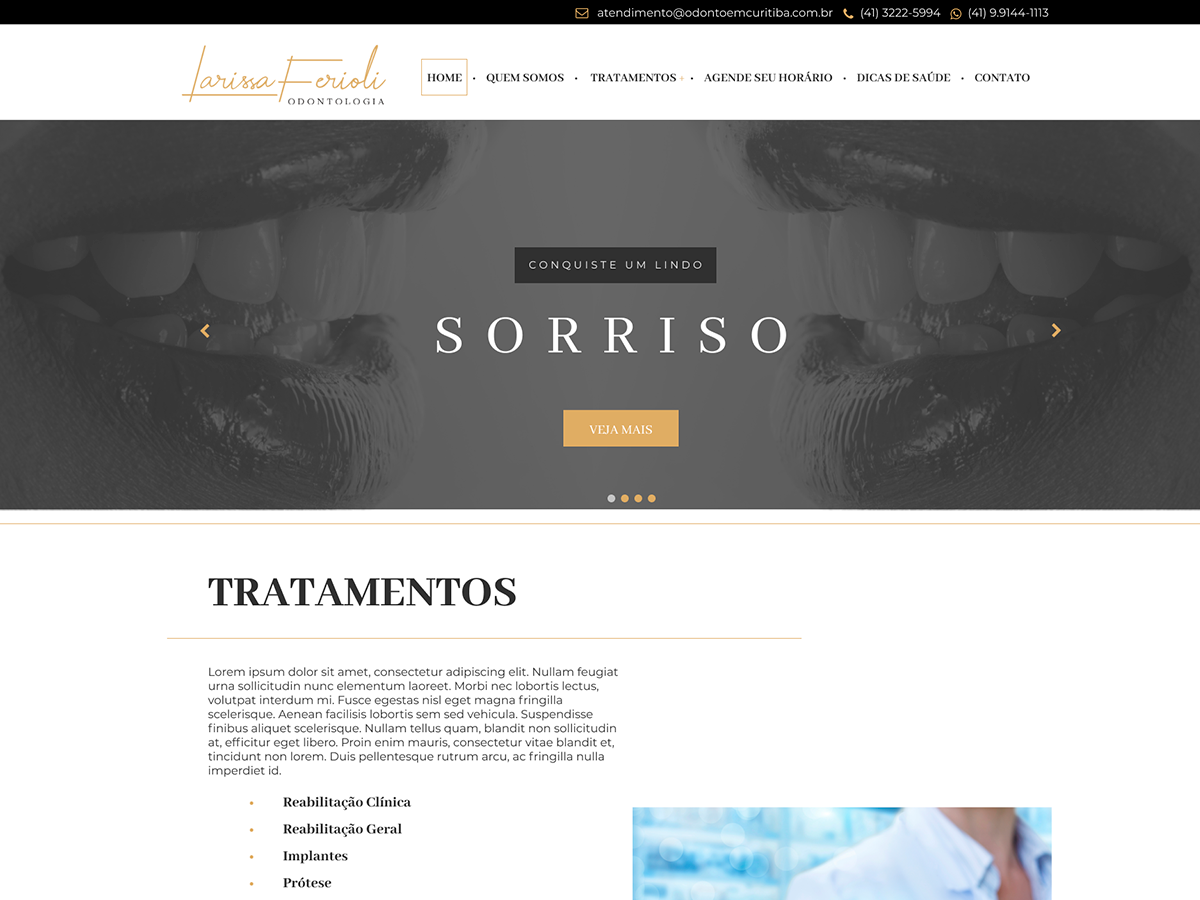 atendimento@odontoemcuritiba.com.br (41) 3222-5994 (41) 9.9144-1113
Larissa Ferioli
ODONTOLOGIA
HOME • QUEM SOMOS • TRATAMENTOS + • AGENDE SEU HORÁRIO • DICAS DE SAÚDE • CONTATO
CONQUISTE UM LINDO
SORRISO
VEJA MAIS
TRATAMENTOS
Lorem ipsum dolor sit amet, consectetur adipiscing elit. Nullam feugiat
urna sollicitudin nunc elementum laoreet. Morbi nec lobortis lectus,
volutpat interdum mi. Fusce egestas nisl eget magna fringilla
scelerisque. Aenean facilisis lobortis sem sed vehicula. Suspendisse
finibus aliquet scelerisque. Nullam tellus quam, blandit non sollicitudin
at, efficitur eget libero. Proin enim mauris, consectetur vitae blandit et,
tincidunt non lorem. Duis pellentesque rutrum arcu, ac fringilla nulla
imperdiet id.
• Reabilitação Clínica
• Reabilitação Geral
• Implantes
• Prótese